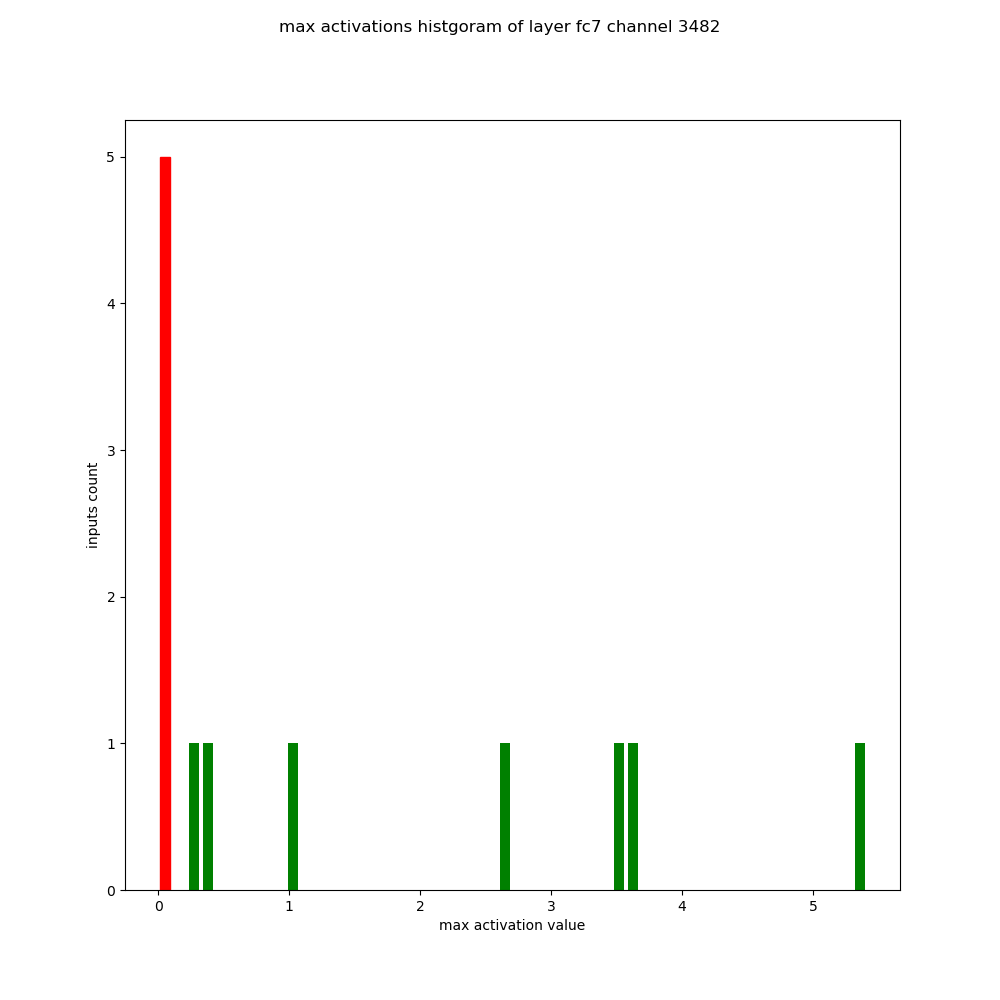 max activations histgoram of layer fc7 channel 3482
5
4
3
2
1
0
inputs count
0 1 2 3 4 5
max activation value